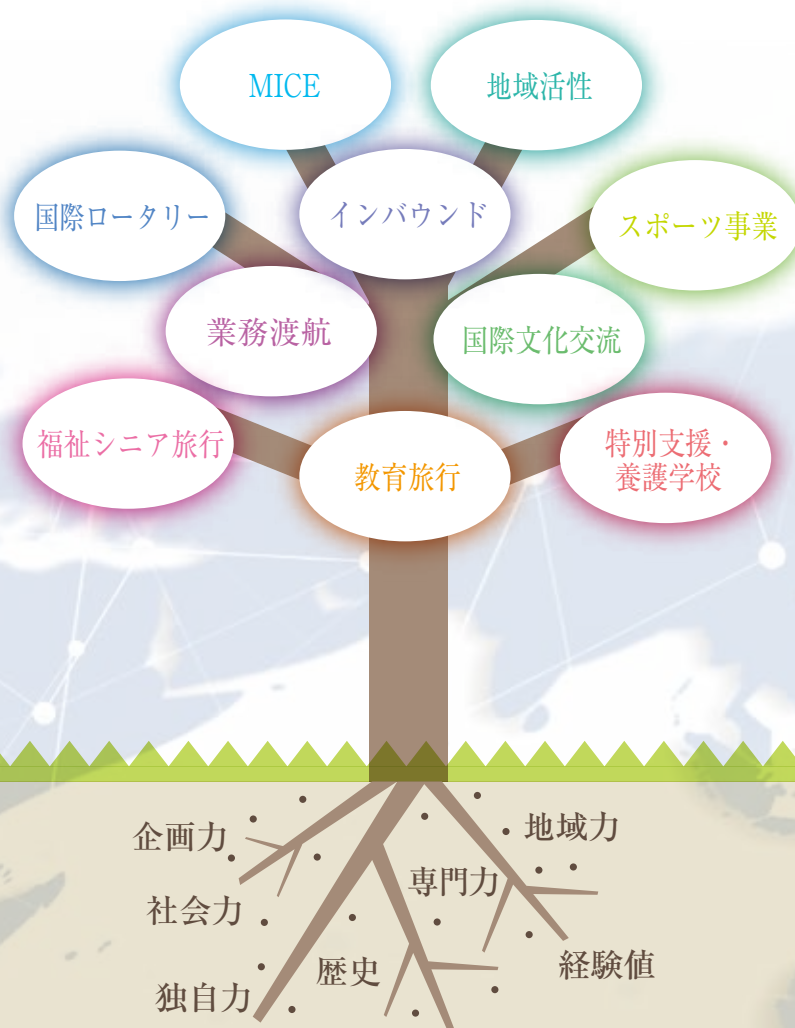 MICE
地域活性
国際ロータリー
インバウンド
スポーツ事業
業務渡航
国際文化交流
福祉シニア旅行
教育旅行
特別支援・
養護学校
企画力
地域力
社会力
専門力
独自力
歴史
経験値